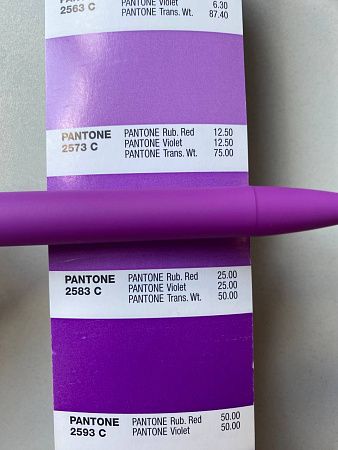 PANTONE Violet 6.30
2563 C PANTONE Trans. Wt. 87.40
PANTONE PANTONE Rub. Red 12.50
2573 C PANTONE Violet 12.50
PANTONE Trans. Wt. 75.00
PANTONE PANTONE Rub. Red 25.00
2583 C PANTONE Violet 25.00
PANTONE Trans. Wt. 50.00
PANTONE PANTONE Rub. Red 50.00
2593 C PANTONE Violet 50.00